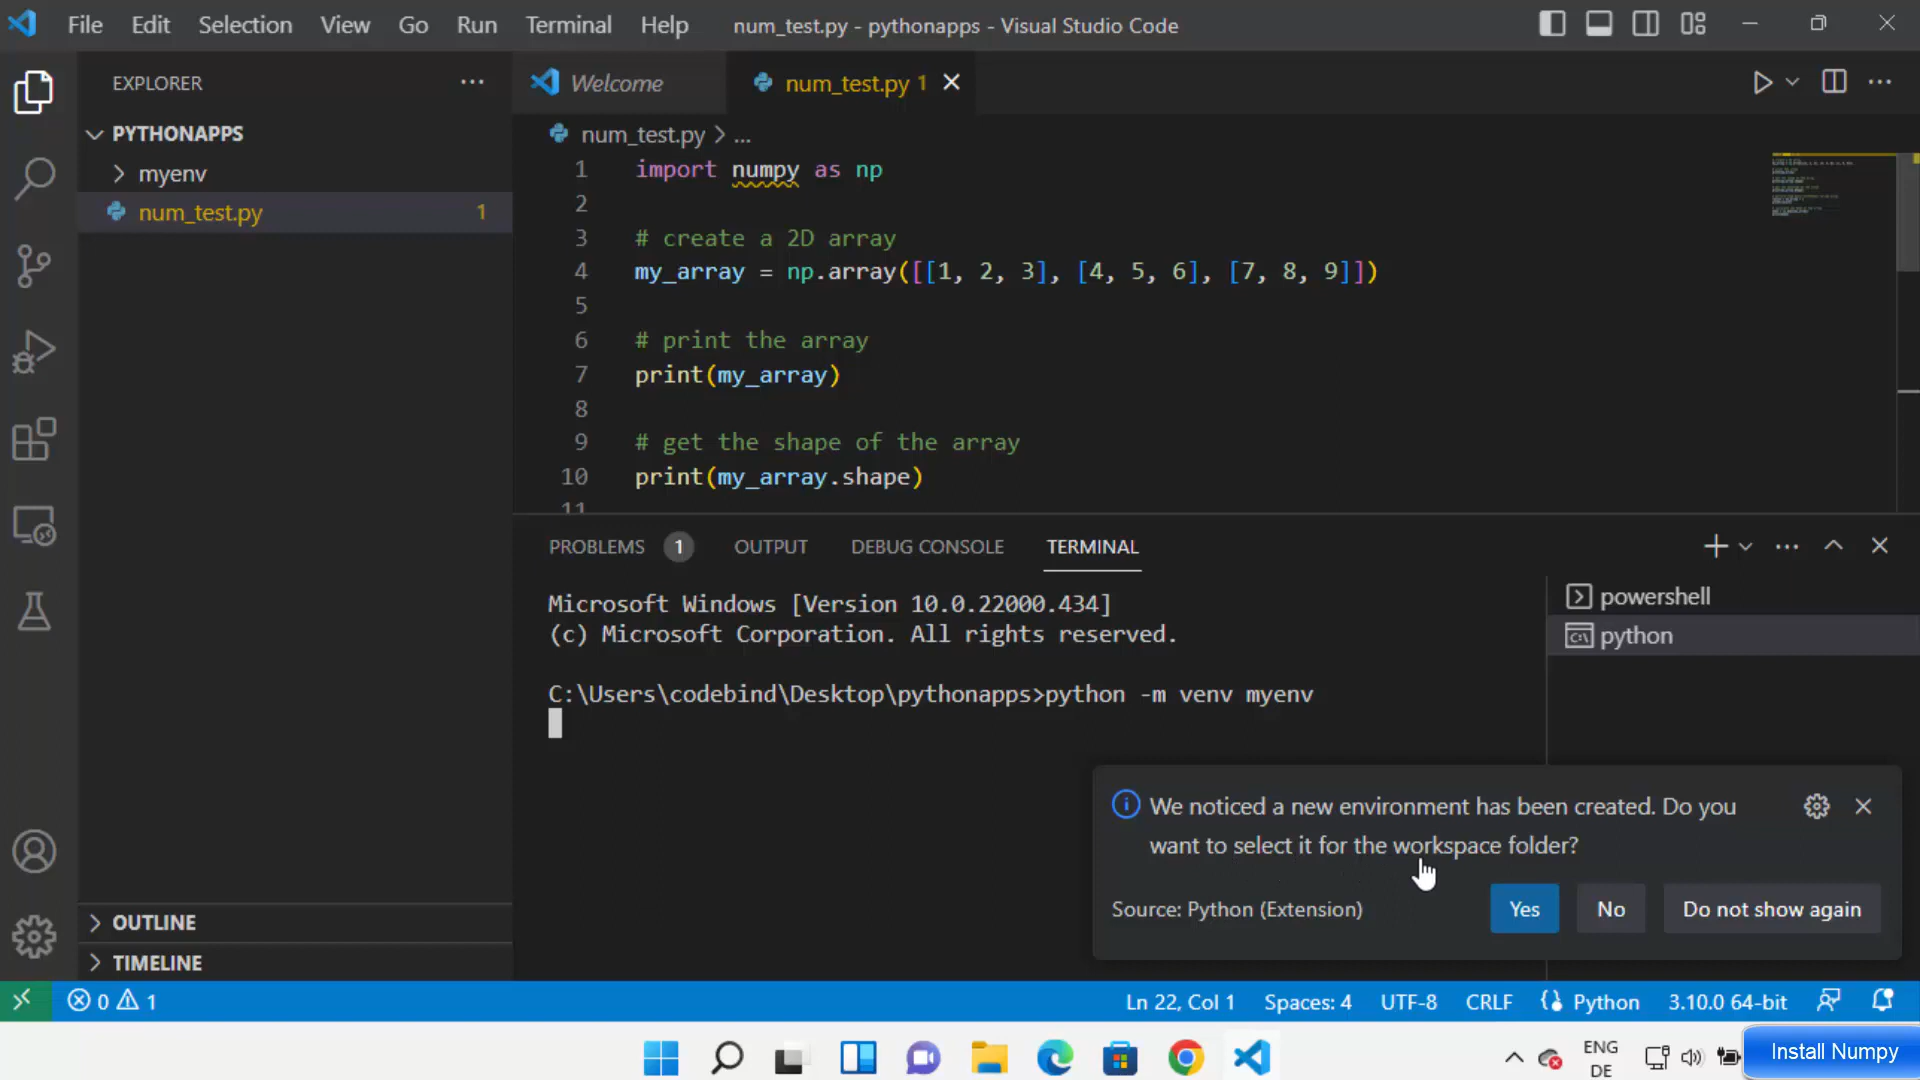 File Edit Selection View Go Run Terminal Help num_test.py - pythonapps - Visual Studio Code
EXPLORER ...
PYTHONAPPS
myenv
num_test.py 1
OUTLINE
TIMELINE
Welcome num_test.py 1
num_test.py > ...
1 import numpy as np
2
3 # create a 2D array
4 my_array = np.array([[1, 2, 3], [4, 5, 6], [7, 8, 9]])
5
6 # print the array
7 print(my_array)
8
9 # get the shape of the array
10 print(my_array.shape)
11
PROBLEMS 1 OUTPUT DEBUG CONSOLE TERMINAL
Microsoft Windows [Version 10.0.22000.434]
(c) Microsoft Corporation. All rights reserved.
C:\Users\codebind\Desktop\pythonapps>python -m venv myenv
powershell
python
We noticed a new environment has been created. Do you
want to select it for the workspace folder?
Source: Python (Extension) Yes No Do not show again
0 1 Ln 22, Col 1 Spaces: 4 UTF-8 CRLF Python 3.10.0 64-bit
ENG
DE
Install Numpy